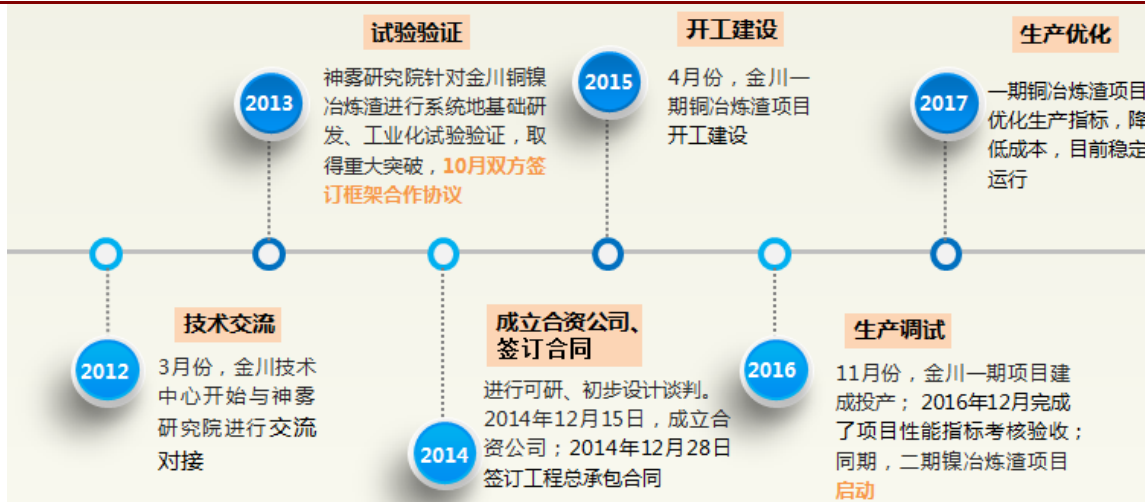 试验验证
2013
神雾研究院针对金川铜镍
冶炼渣进行系统地基础研
发、工业化试验验证，取
得重大突破，10月双方签
订框架合作协议
开工建设
2015
4月份，金川一
期铜冶炼渣项目
开工建设
生产优化
2017
一期铜冶炼渣项目
优化生产指标，降
低成本，目前稳定
运行
技术交流
2012
3月份，金川技术
中心开始与神雾
研究院进行交流
对接
成立合资公司、
签订合同
2014
进行可研、初步设计谈判。
2014年12月15日，成立合
资公司；2014年12月28日
签订工程总承包合同
生产调试
2016
11月份，金川一期项目建
成投产； 2016年12月完成
了项目性能指标考核验收；
同期，二期镍冶炼渣项目
启动